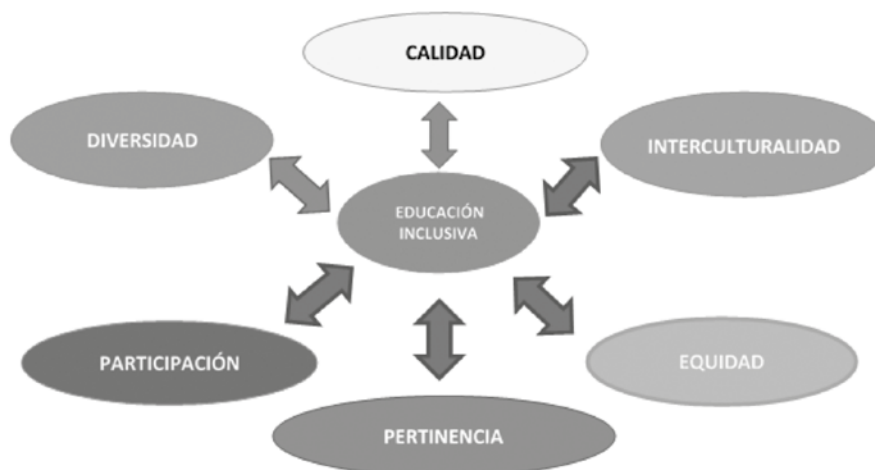 CALIDAD
DIVERSIDAD
INTERCULTURALIDAD
EDUCACIÓN
INCLUSIVA
PARTICIPACIÓN
EQUIDAD
PERTINENCIA